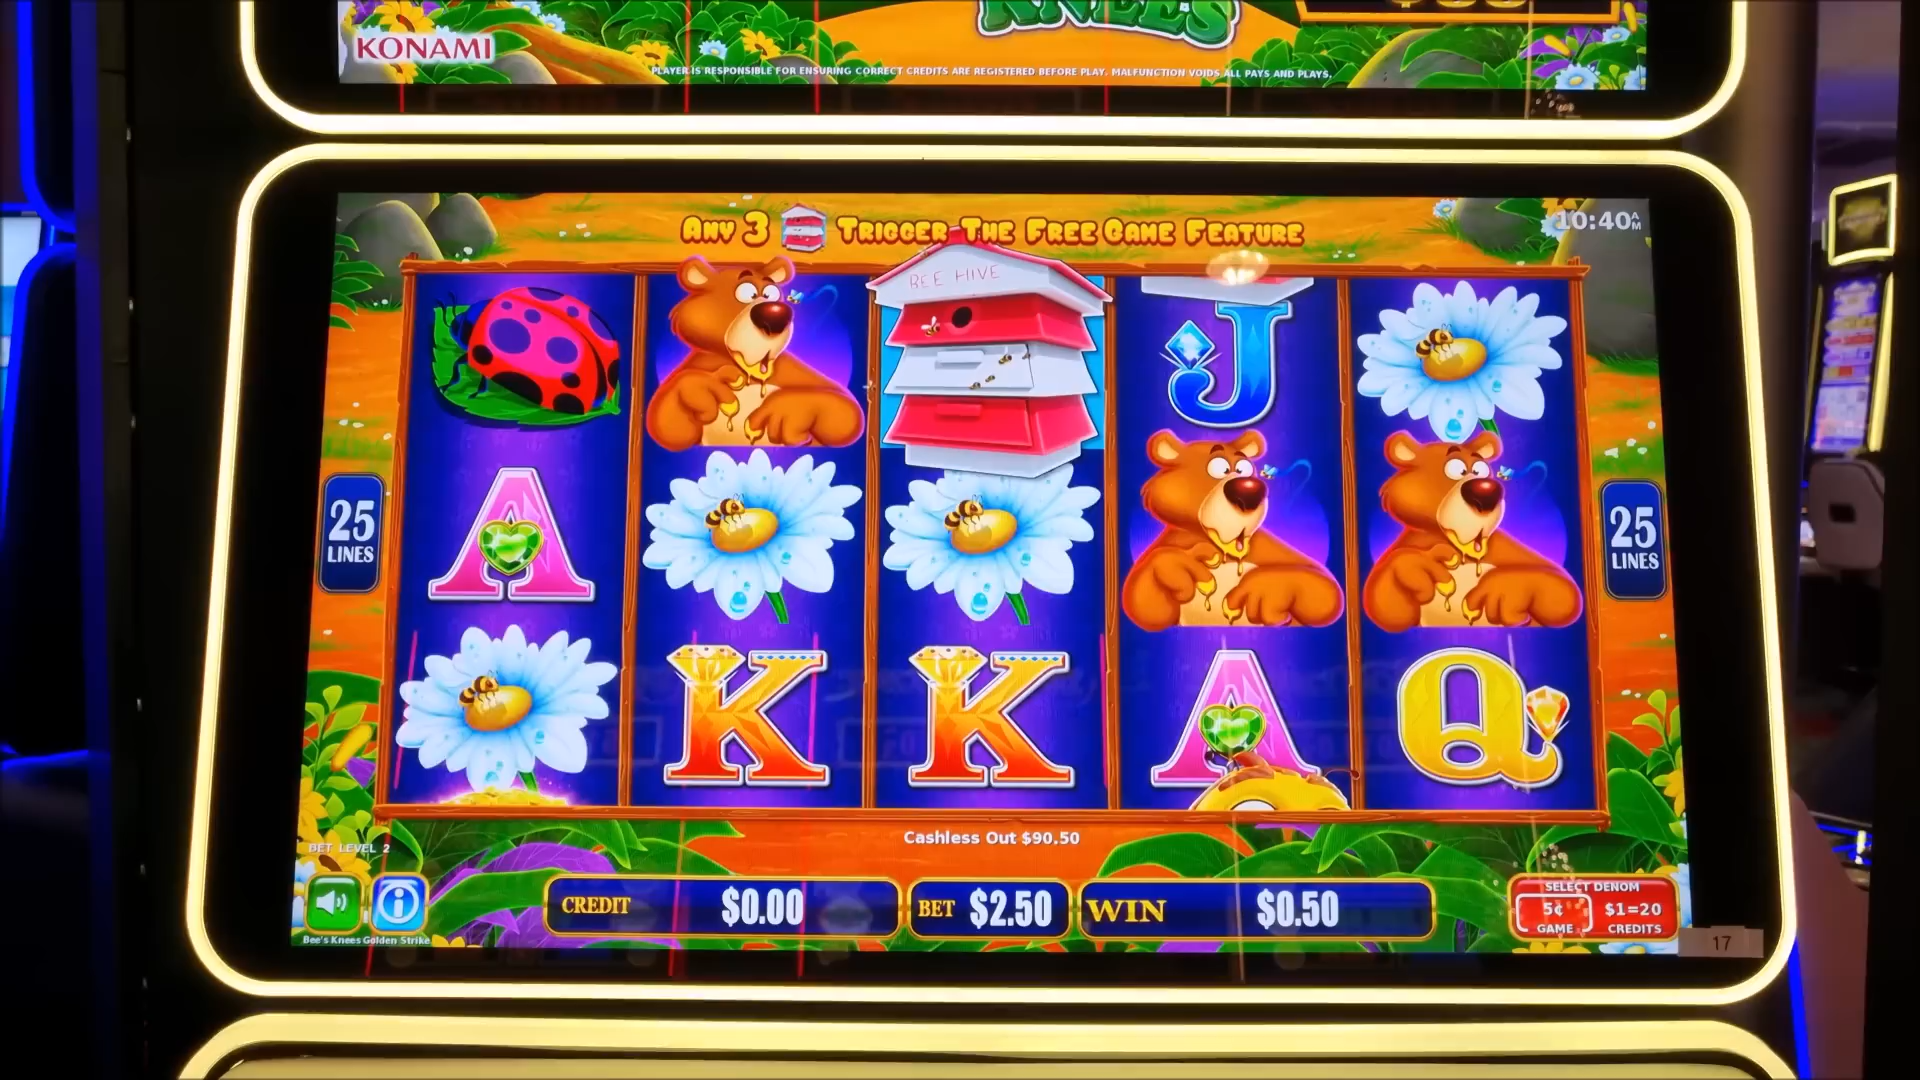 KNEES
KONAMI
PLAYER IS RESPONSIBLE FOR ENSURING CORRECT CREDITS ARE REGISTERED BEFORE PLAY. MALFUNCTION VOIDS ALL PAYS AND PLAYS.
ANY 3 TRIGGER THE FREE GAME FEATURE
10:40 AM
BEE HIVE
J
25
LINES
A
25
LINES
K
K
A
Q
Cashless Out $90.50
BET LEVEL 2
CREDIT $0.00
BET $2.50
WIN $0.50
SELECT DENOM
5¢ $1=20
GAME CREDITS
Bee's Knees Golden Strike
17